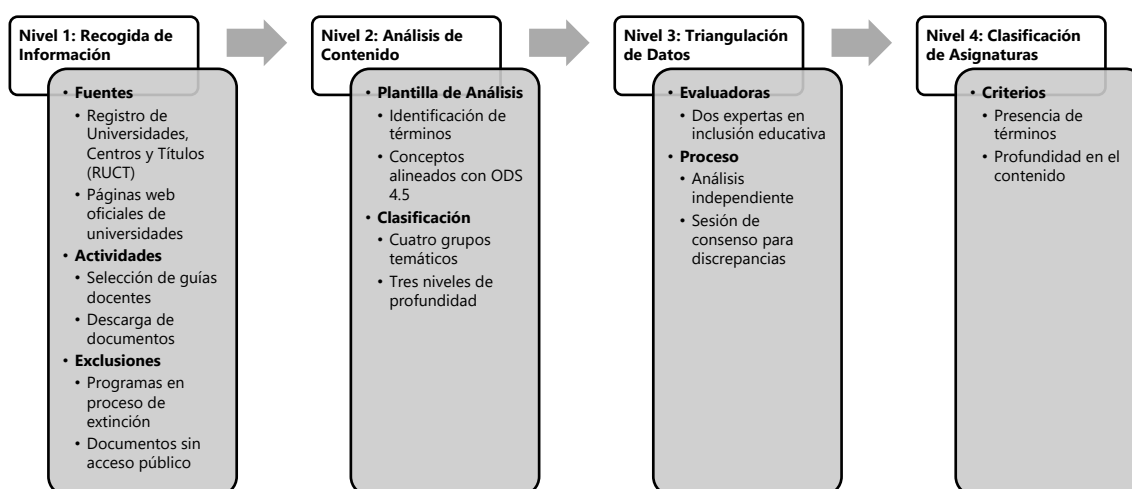 Nivel 1: Recogida de
Información
• Fuentes
• Registro de
Universidades,
Centros y Títulos
(RUCT)
• Páginas web
oficiales de
universidades
• Actividades
• Selección de guías
docentes
• Descarga de
documentos
• Exclusiones
• Programas en
proceso de
extinción
• Documentos sin
acceso público
Nivel 2: Análisis de
Contenido
• Plantilla de Análisis
• Identificación de
términos
• Conceptos
alineados con ODS
4.5
• Clasificación
• Cuatro grupos
temáticos
• Tres niveles de
profundidad
Nivel 3: Triangulación
de Datos
• Evaluadoras
• Dos expertas en
inclusión educativa
• Proceso
• Análisis
independiente
• Sesión de
consenso para
discrepancias
Nivel 4: Clasificación
de Asignaturas
• Criterios
• Presencia de
términos
• Profundidad en el
contenido